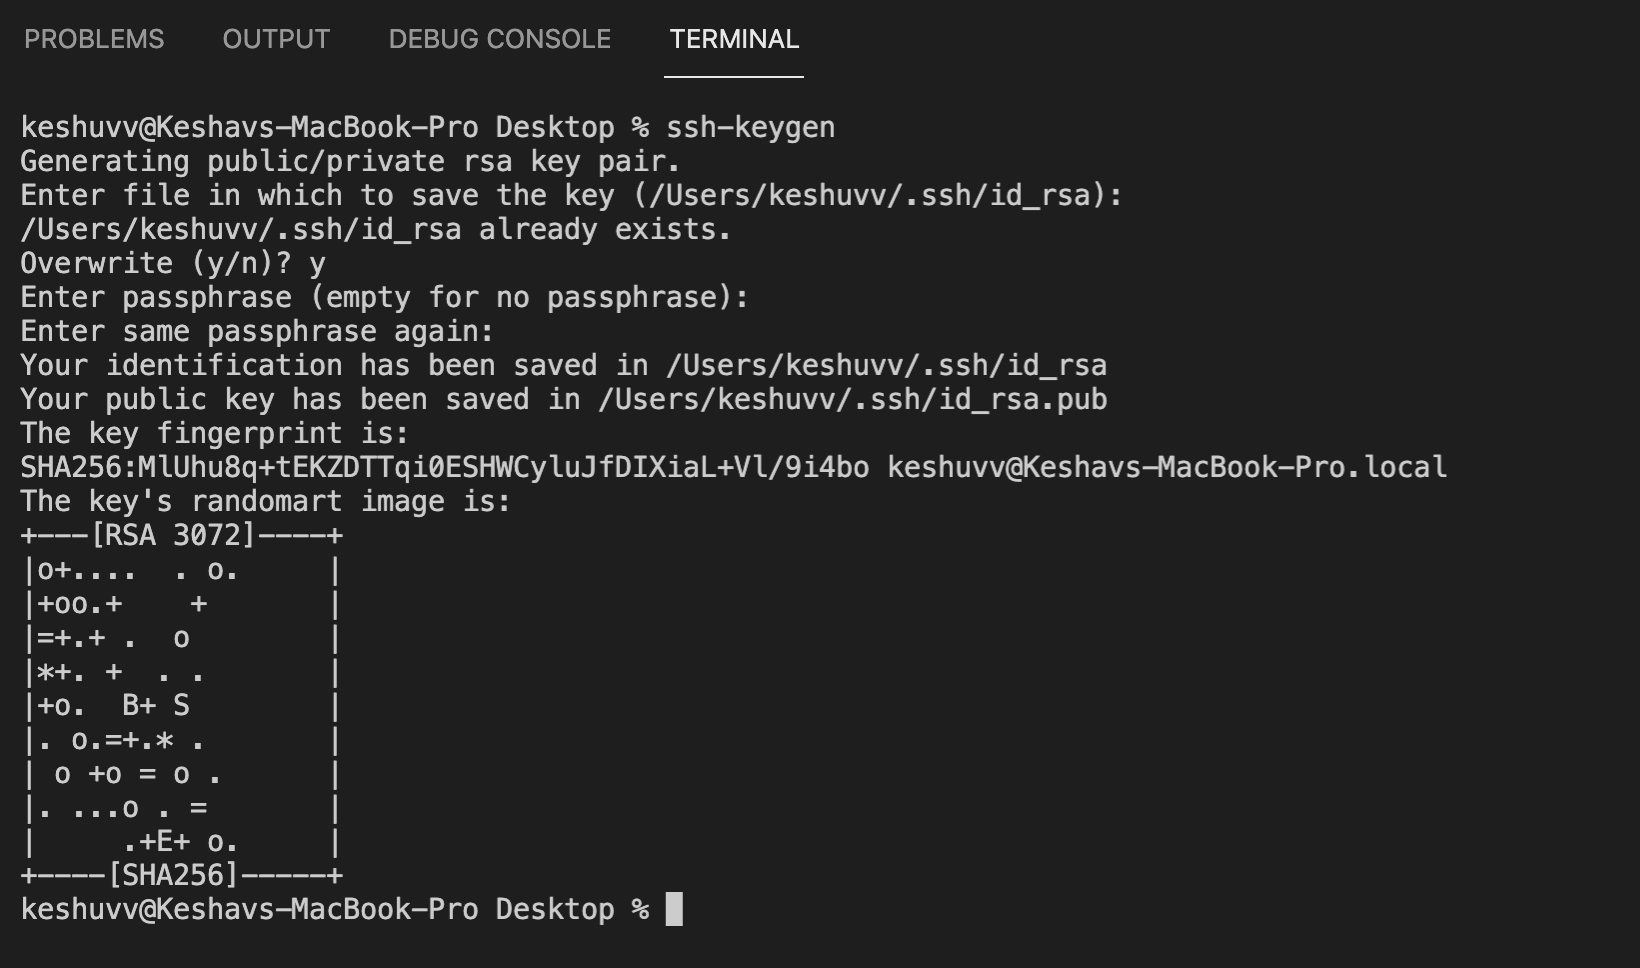 PROBLEMS OUTPUT DEBUG CONSOLE TERMINAL
keshuvv@Keshavs-MacBook-Pro Desktop % ssh-keygen
Generating public/private rsa key pair.
Enter file in which to save the key (/Users/keshuvv/.ssh/id_rsa):
/Users/keshuvv/.ssh/id_rsa already exists.
Overwrite (y/n)? y
Enter passphrase (empty for no passphrase):
Enter same passphrase again:
Your identification has been saved in /Users/keshuvv/.ssh/id_rsa
Your public key has been saved in /Users/keshuvv/.ssh/id_rsa.pub
The key fingerprint is:
SHA256:MlUhu8q+tEKZDTTqi0ESHWCyluJfDIXiaL+Vl/9i4bo keshuvv@Keshavs-MacBook-Pro.local
The key's randomart image is:
+---[RSA 3072]----+
|o+....  . o.     |
|+oo.+    +       |
|=+.+ .  o        |
|*+. +  . .       |
|+o.  B+ S        |
|. o.=+.* .       |
| o +o = o .      |
|. ...o . =       |
|     .+E+ o.     |
+----[SHA256]-----+
keshuvv@Keshavs-MacBook-Pro Desktop %